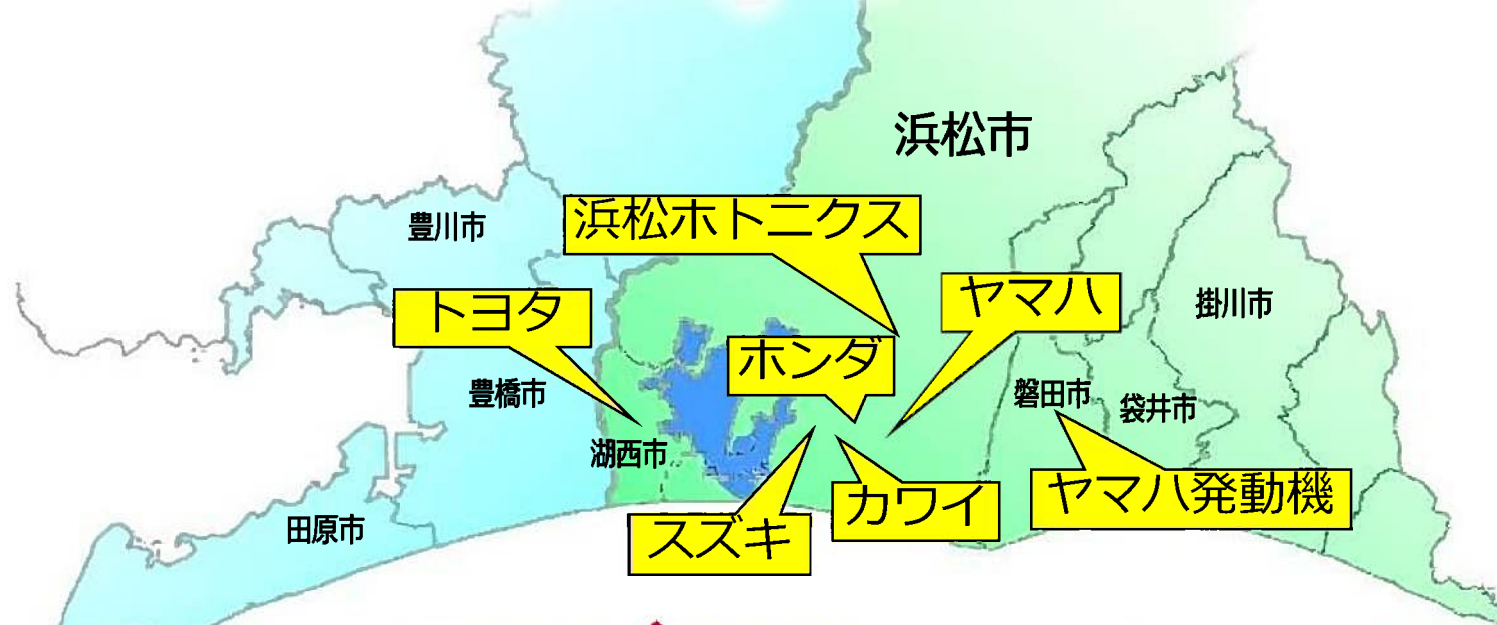 浜松市
豊川市
浜松ホトニクス
トヨタ
ヤマハ
掛川市
ホンダ
豊橋市
磐田市
袋井市
湖西市
スズキ
カワイ
ヤマハ発動機
田原市